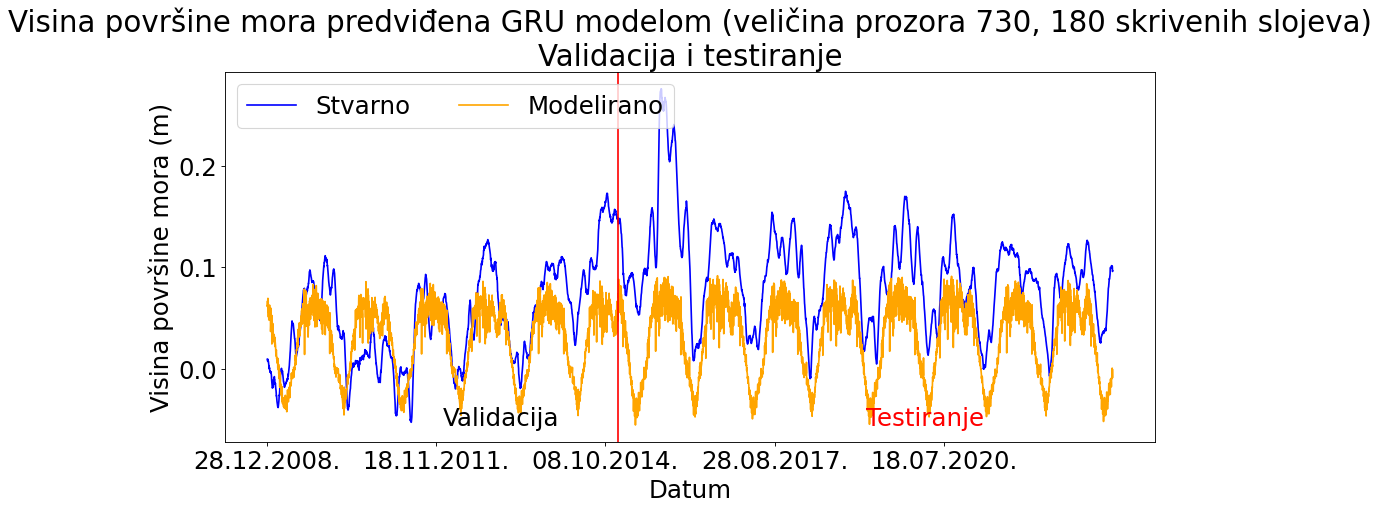 Visina površine mora predviđena GRU modelom (veličina prozora 730, 180 skrivenih slojeva)
Validacija i testiranje
Stvarno Modelirano
Visina površine mora (m)
0.2
0.1
0.0
Validacija Testiranje
28.12.2008. 18.11.2011. 08.10.2014. 28.08.2017. 18.07.2020.
Datum